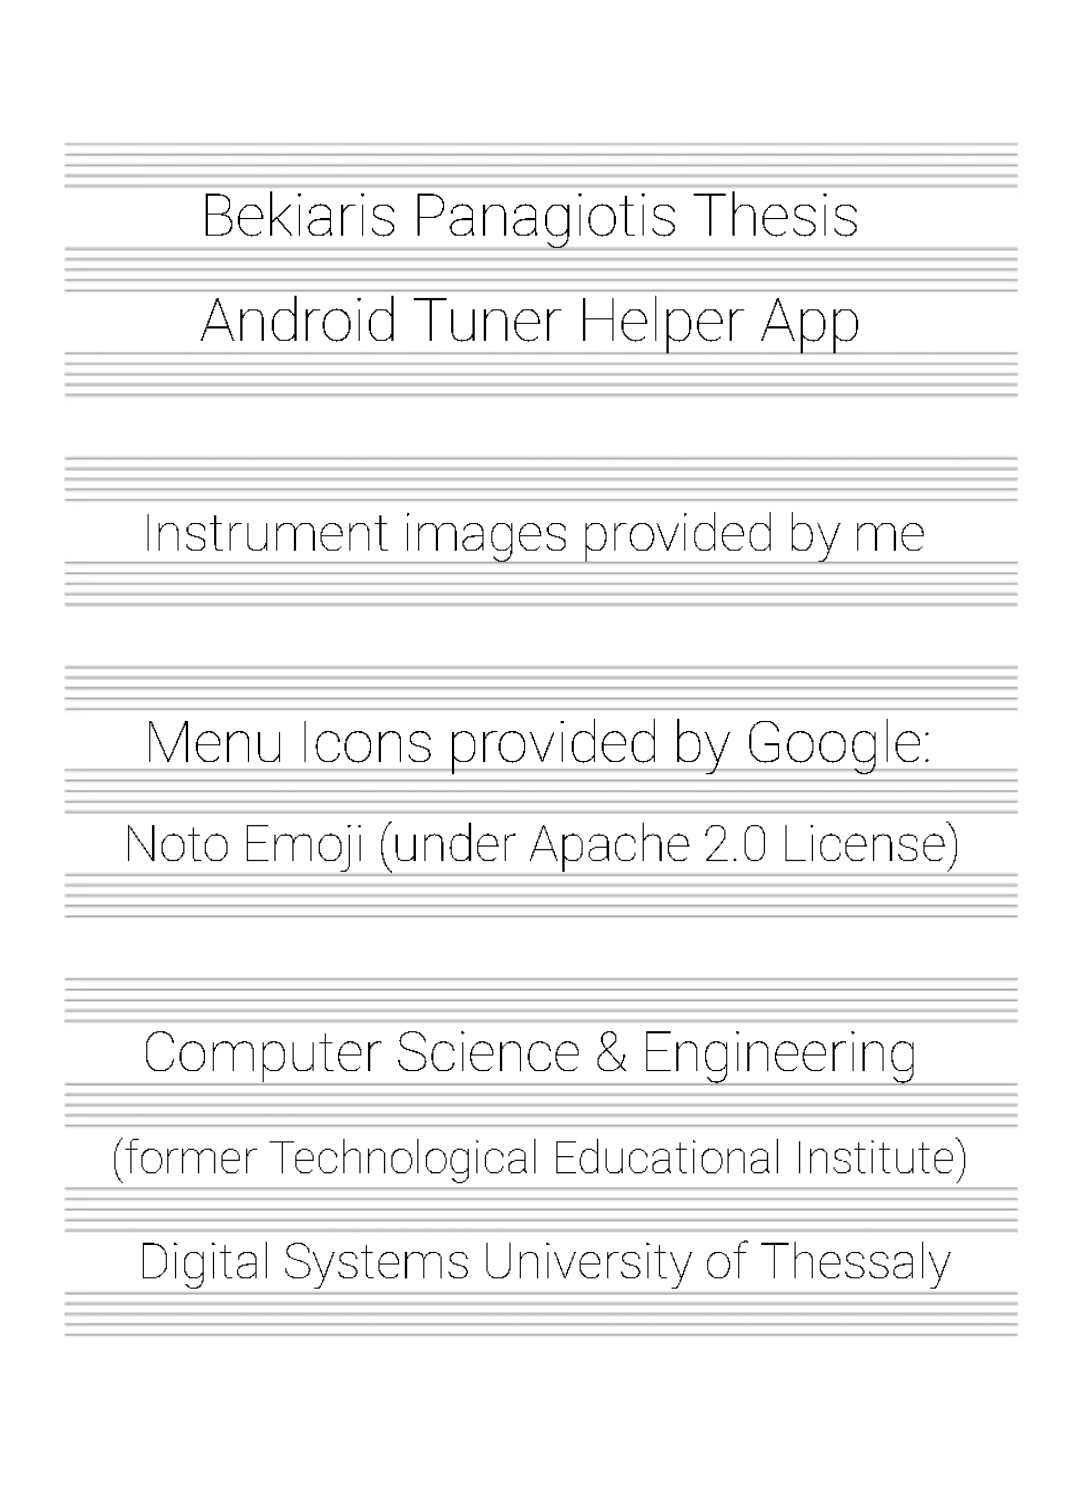 Bekiaris Panagiotis Thesis
Android Tuner Helper App
Instrument images provided by me
Menu Icons provided by Google:
Noto Emoji (under Apache 2.0 License)
Computer Science & Engineering
(former Technological Educational Institute)
Digital Systems University of Thessaly